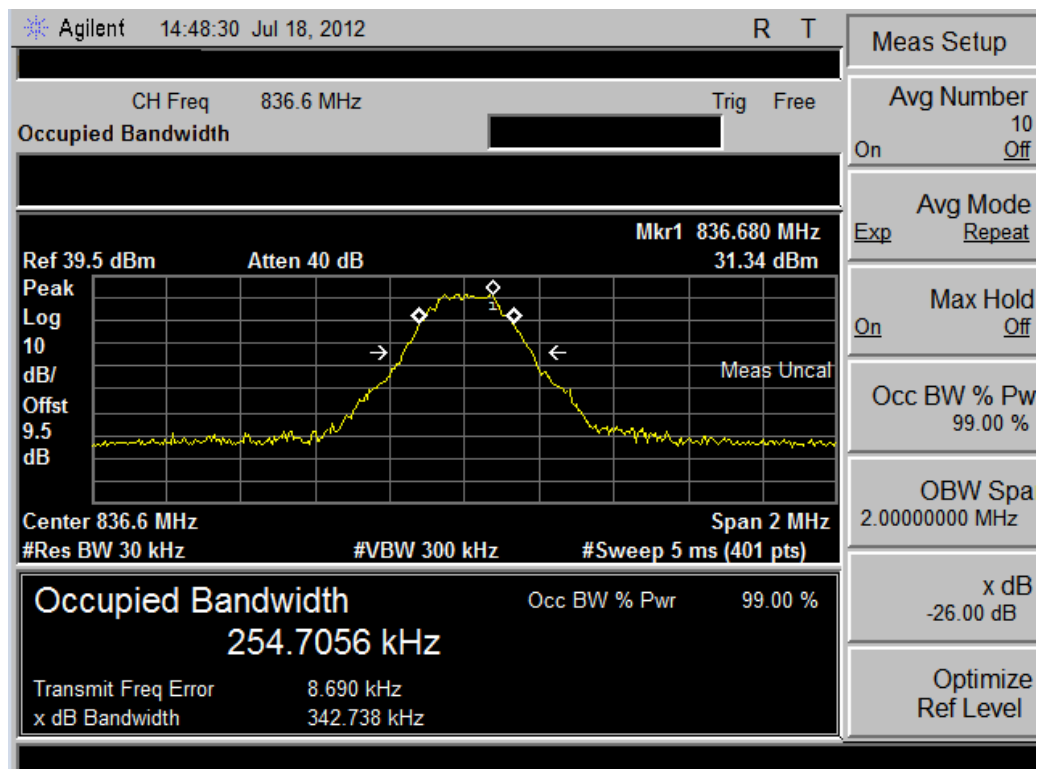 Agilent 14:48:30 Jul 18, 2012 R T
Meas Setup
CH Freq 836.6 MHz Trig Free
Occupied Bandwidth
Avg Number
10
On Off
Avg Mode
Exp Repeat
Max Hold
On Off
Occ BW % Pw
99.00 %
OBW Spa
2.00000000 MHz
x dB
-26.00 dB
Optimize
Ref Level
Mkr1 836.680 MHz
Ref 39.5 dBm Atten 40 dB 31.34 dBm
Peak
Log
10
dB/
Offst
9.5
dB
1
Meas Uncal
Center 836.6 MHz Span 2 MHz
#Res BW 30 kHz #VBW 300 kHz #Sweep 5 ms (401 pts)
Occupied Bandwidth Occ BW % Pwr 99.00 %
254.7056 kHz
Transmit Freq Error 8.690 kHz
x dB Bandwidth 342.738 kHz